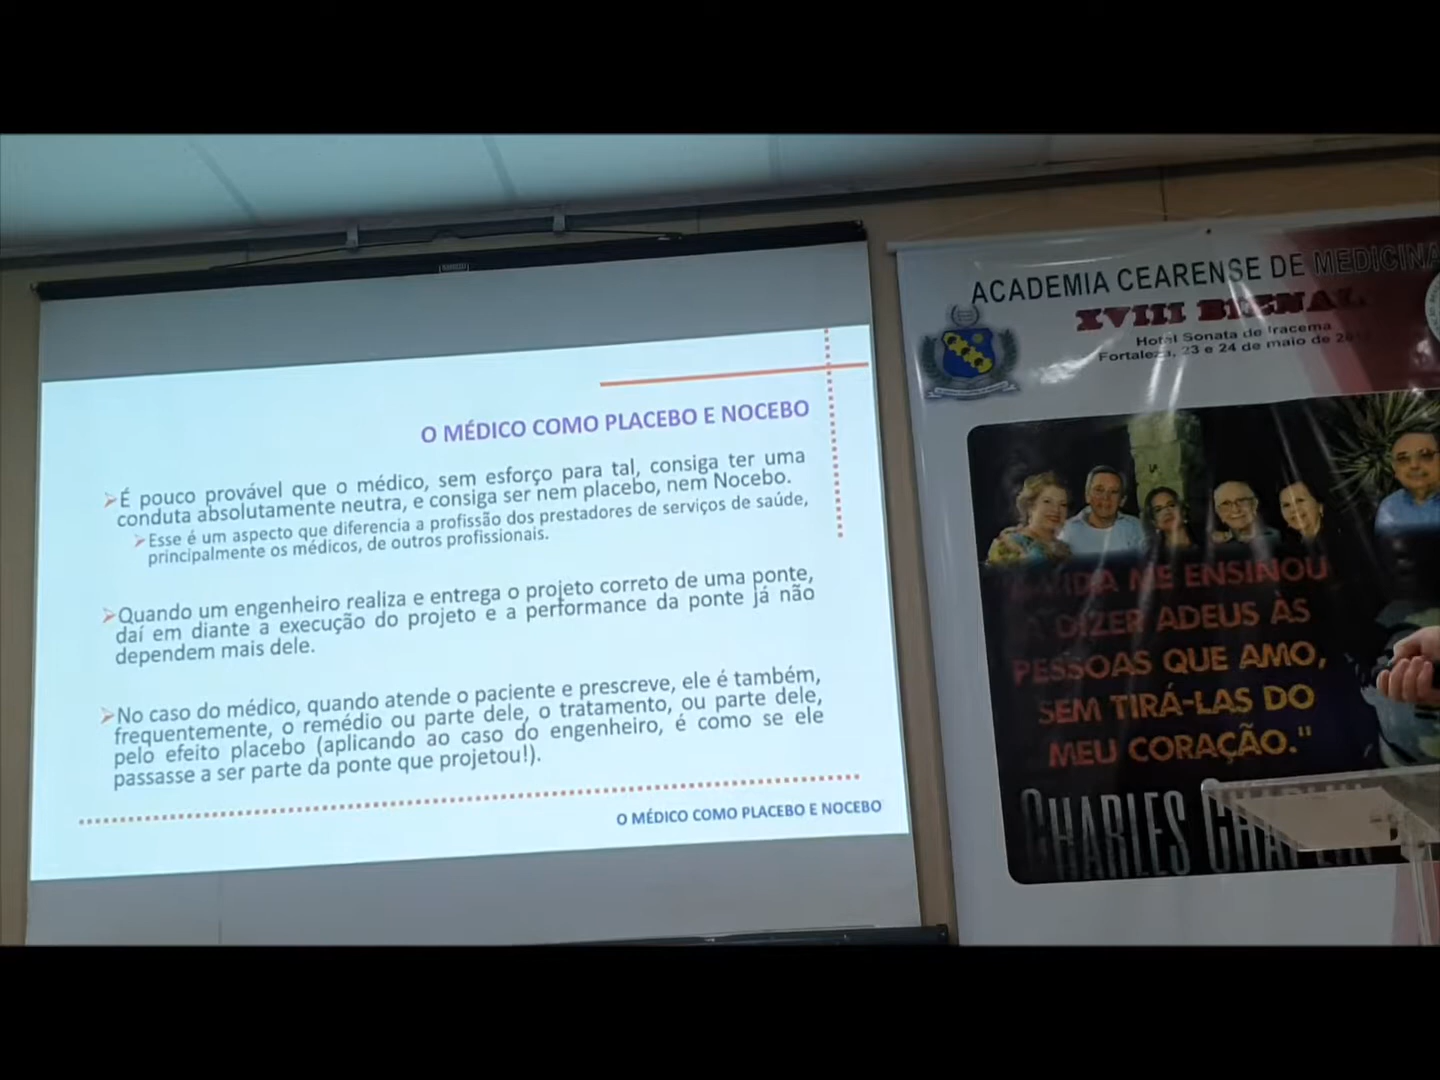 O MÉDICO COMO PLACEBO E NOCEBO
➢É pouco provável que o médico, sem esforço para tal, consiga ter uma
conduta absolutamente neutra, e consiga ser nem placebo, nem Nocebo.
➢Esse é um aspecto que diferencia a profissão dos prestadores de serviços de saúde,
principalmente os médicos, de outros profissionais.
➢Quando um engenheiro realiza e entrega o projeto correto de uma ponte,
daí em diante a execução do projeto e a performance da ponte já não
dependem mais dele.
➢No caso do médico, quando atende o paciente e prescreve, ele é também,
frequentemente, o remédio ou parte dele, o tratamento, ou parte dele,
pelo efeito placebo (aplicando ao caso do engenheiro, é como se ele
passasse a ser parte da ponte que projetou!).
O MÉDICO COMO PLACEBO E NOCEBO
ACADEMIA CEARENSE DE MEDICINA
XVIII BIENAL
Hotel Sonata de Iracema
Fortaleza, 23 e 24 de maio de
VIDA ME ENSINOU
A DIZER ADEUS ÀS
PESSOAS QUE AMO,
SEM TIRÁ-LAS DO
MEU CORAÇÃO."
CHARLES CHAPLIN